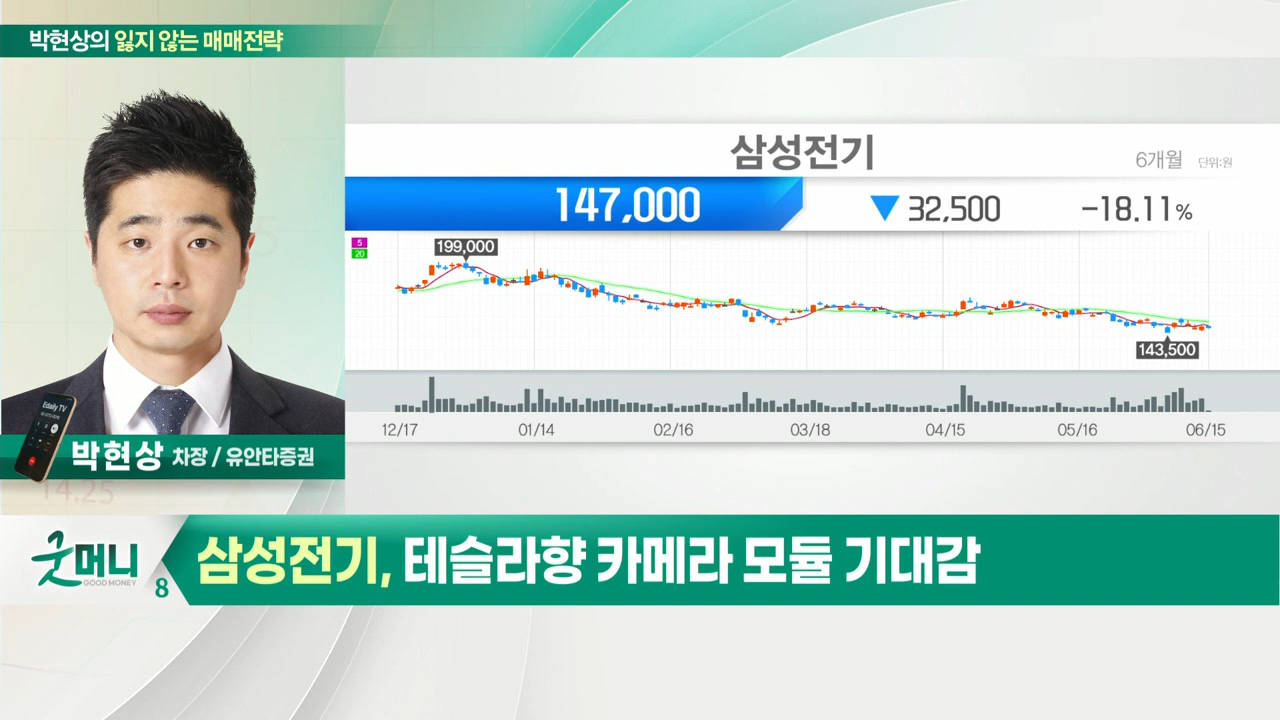 박현상의 잃지 않는 매매전략
삼성전기
6개월 단위:원
147,000 ▼ 32,500 -18.11%
5
20
199,000
143,500
12/17 01/14 02/16 03/18 04/15 05/16 06/15
Edaily TV
박현상 차장 / 유안타증권
14.25
굿머니
GOOD MONEY
8
삼성전기, 테슬라향 카메라 모듈 기대감